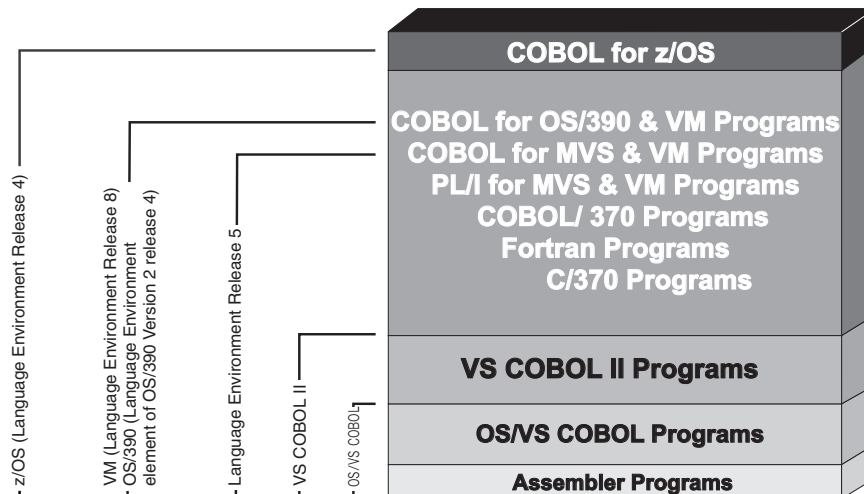 COBOL for z/OS
COBOL for OS/390 & VM Programs
COBOL for MVS & VM Programs
PL/I for MVS & VM Programs
COBOL/ 370 Programs
Fortran Programs
C/370 Programs
VS COBOL II Programs
OS/VS COBOL Programs
Assembler Programs
z/OS (Language Environment Release 4)
VM (Language Environment Release 8)
OS/390 (Language Environment
element of OS/390 Version 2 release 4)
Language Environment Release 5
VS COBOL II
OS/VS COBOL